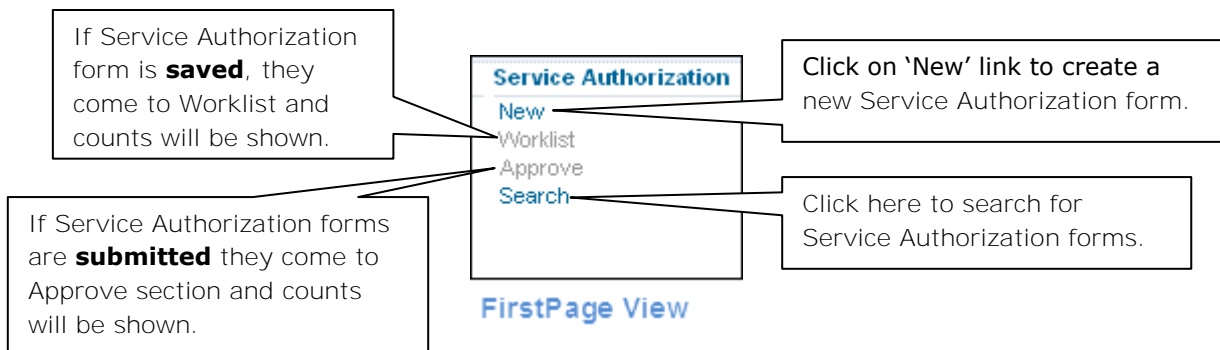 If Service Authorization
form is saved, they
come to Worklist and
counts will be shown.
Service Authorization
New
Worklist
Approve
Search
Click on ‘New’ link to create a
new Service Authorization form.
If Service Authorization forms
are submitted they come to
Approve section and counts
will be shown.
Click here to search for
Service Authorization forms.
FirstPage View